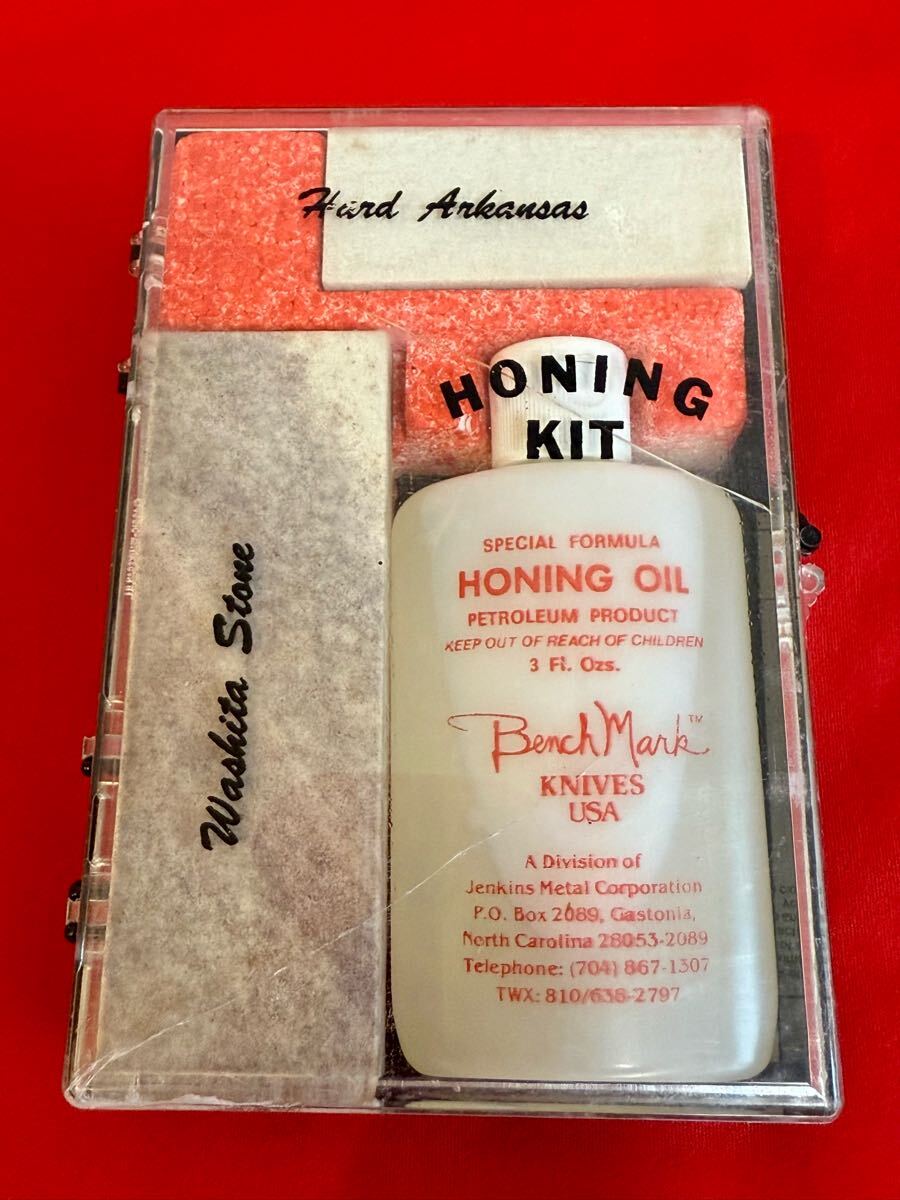 Hard Arkansas
HONING
KIT
Washita Stone
SPECIAL FORMULA
HONING OIL
PETROLEUM PRODUCT
KEEP OUT OF REACH OF CHILDREN
3 Fl. Ozs.
BenchMark™
KNIVES
USA
A Division of
Jenkins Metal Corporation
P.O. Box 2089, Gastonia,
North Carolina 28053-2089
Telephone: (704) 867-1307
TWX: 810/638-2797